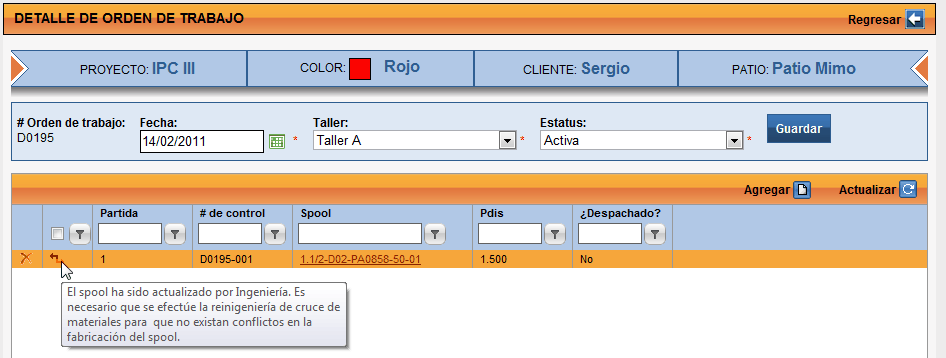 DETALLE DE ORDEN DE TRABAJO Regresar
PROYECTO: IPC III COLOR: Rojo CLIENTE: Sergio PATIO: Patio Mimo
# Orden de trabajo: Fecha: Taller: Estatus:
D0195 14/02/2011 * Taller A * Activa * Guardar
Agregar Actualizar
Partida # de control Spool Pdis ¿Despachado?
1 D0195-001 1.1/2-D02-PA0858-50-01 1.500 No
El spool ha sido actualizado por Ingeniería. Es
necesario que se efectúe la reinigeniería de cruce de
materiales para que no existan conflictos en la
fabricación del spool.